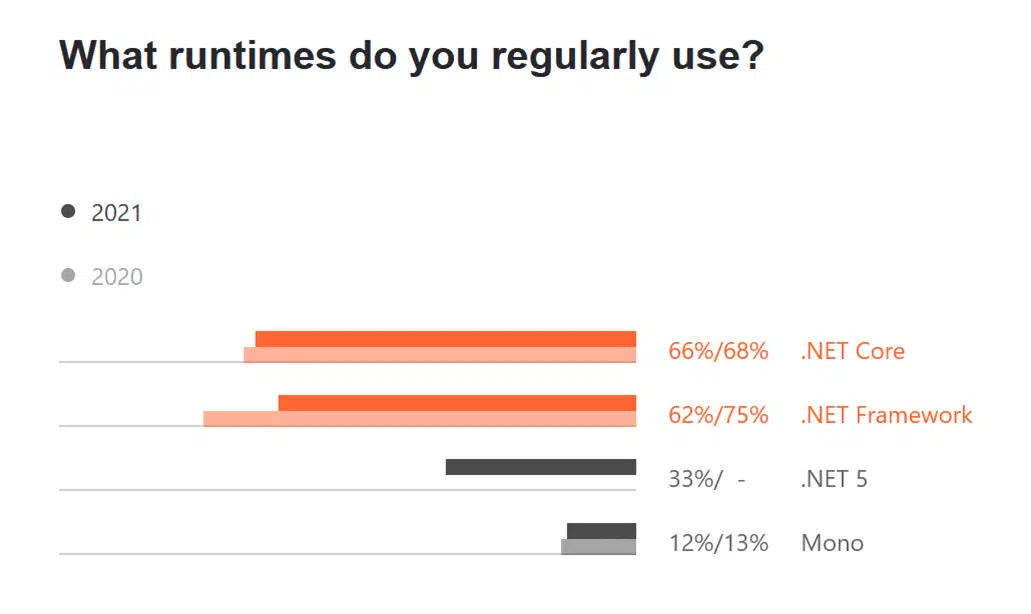 What runtimes do you regularly use?
2021
2020
66%/68% .NET Core
62%/75% .NET Framework
33%/ - .NET 5
12%/13% Mono